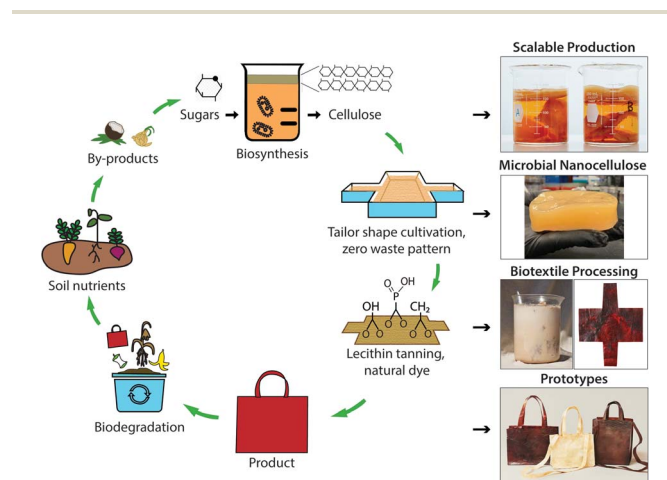 Scalable Production
Sugars
Cellulose
Biosynthesis
By-products
Microbial Nanocellulose
Tailor shape cultivation,
zero waste pattern
Soil nutrients
Biotextile Processing
OH
P
OH
CH2
O
O
O
O
O
O
Lecithin tanning,
natural dye
Prototypes
Biodegradation
Product